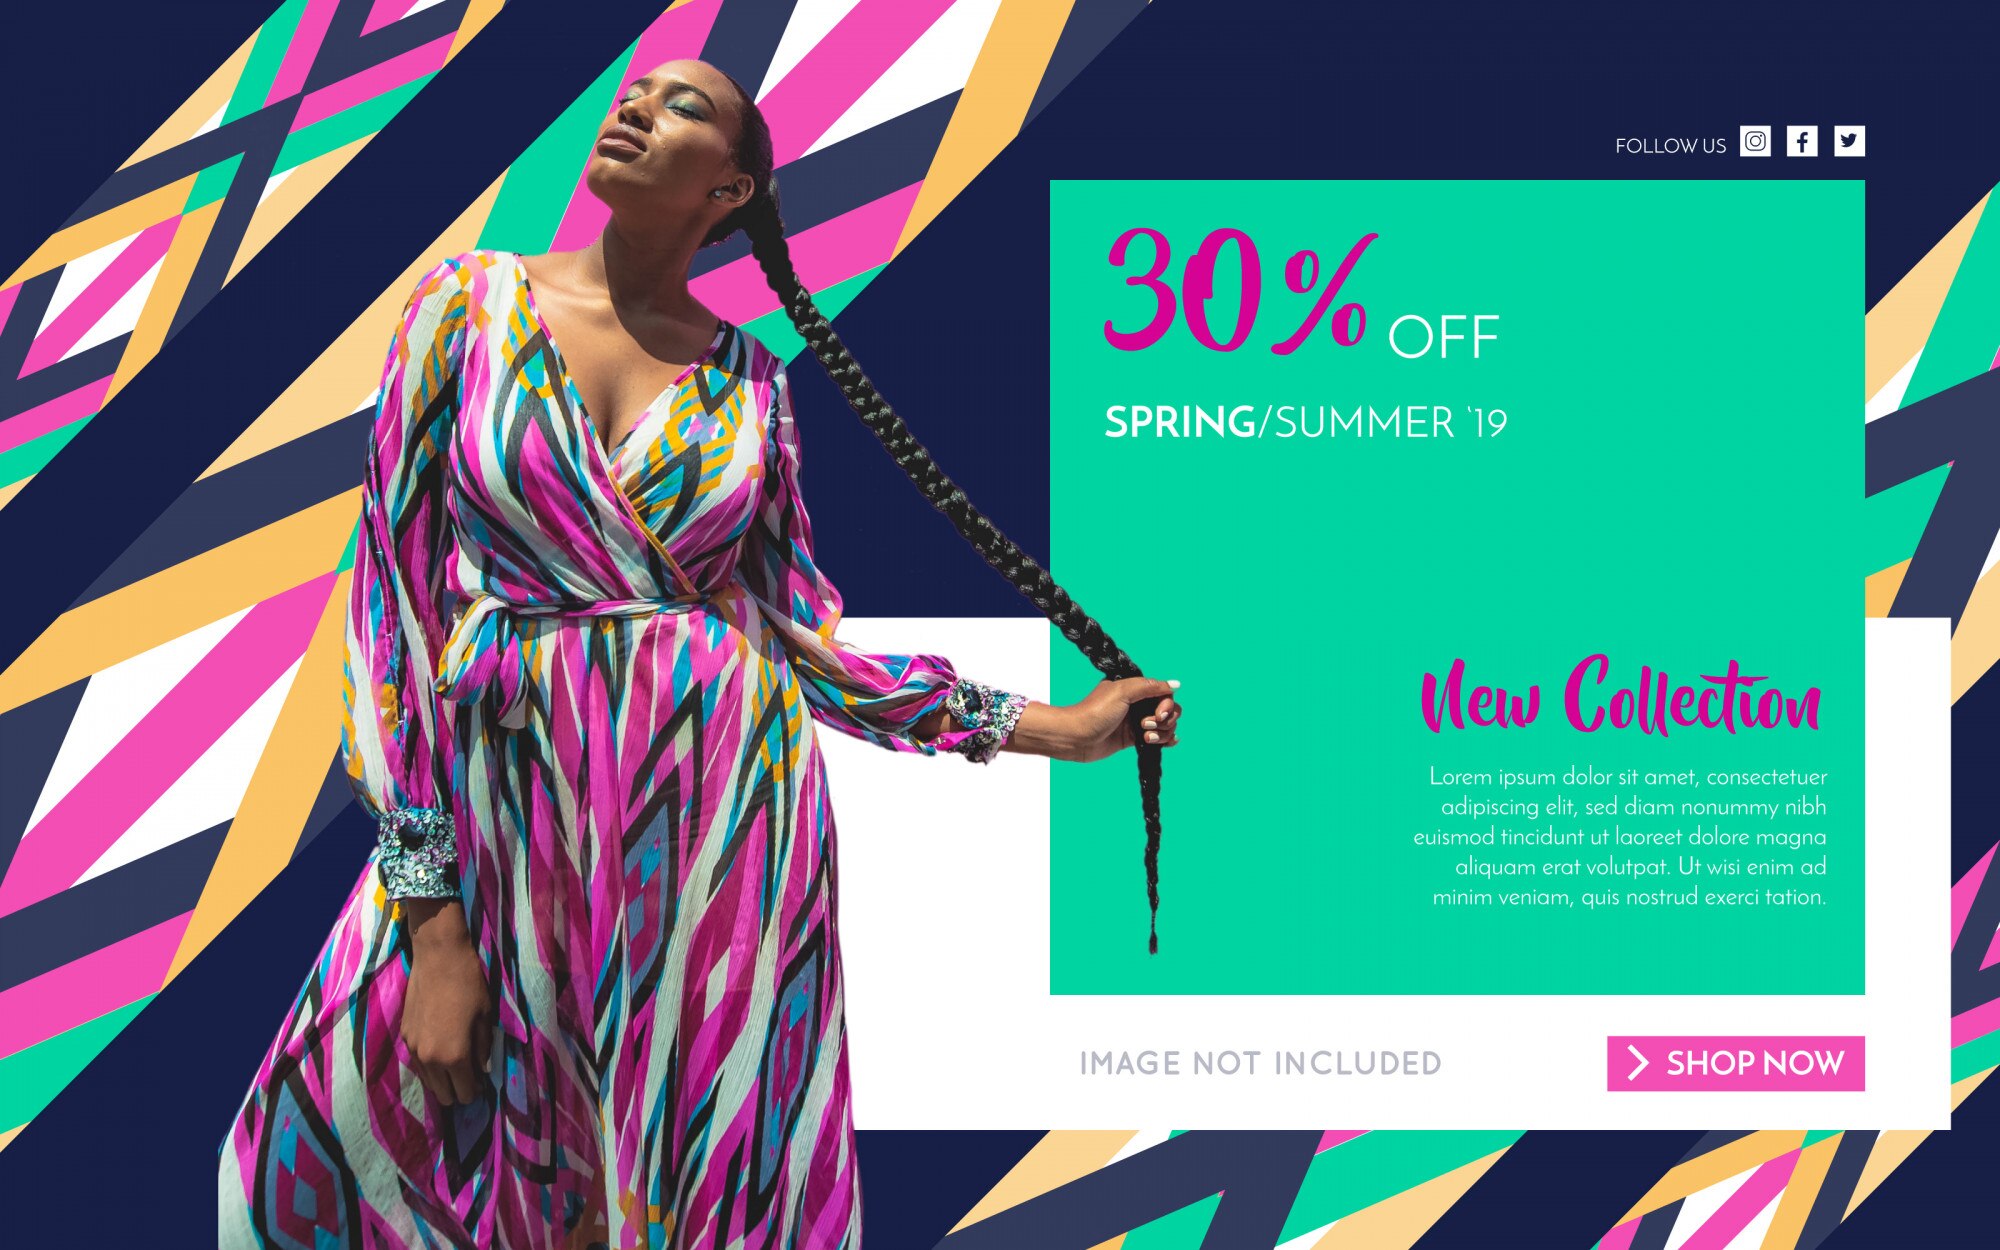 FOLLOW US
30% OFF
SPRING/SUMMER '19
New Collection
Lorem ipsum dolor sit amet, consectetuer
adipiscing elit, sed diam nonummy nibh
euismod tincidunt ut laoreet dolore magna
aliquam erat volutpat. Ut wisi enim ad
minim veniam, quis nostrud exerci tation.
IMAGE NOT INCLUDED
SHOP NOW